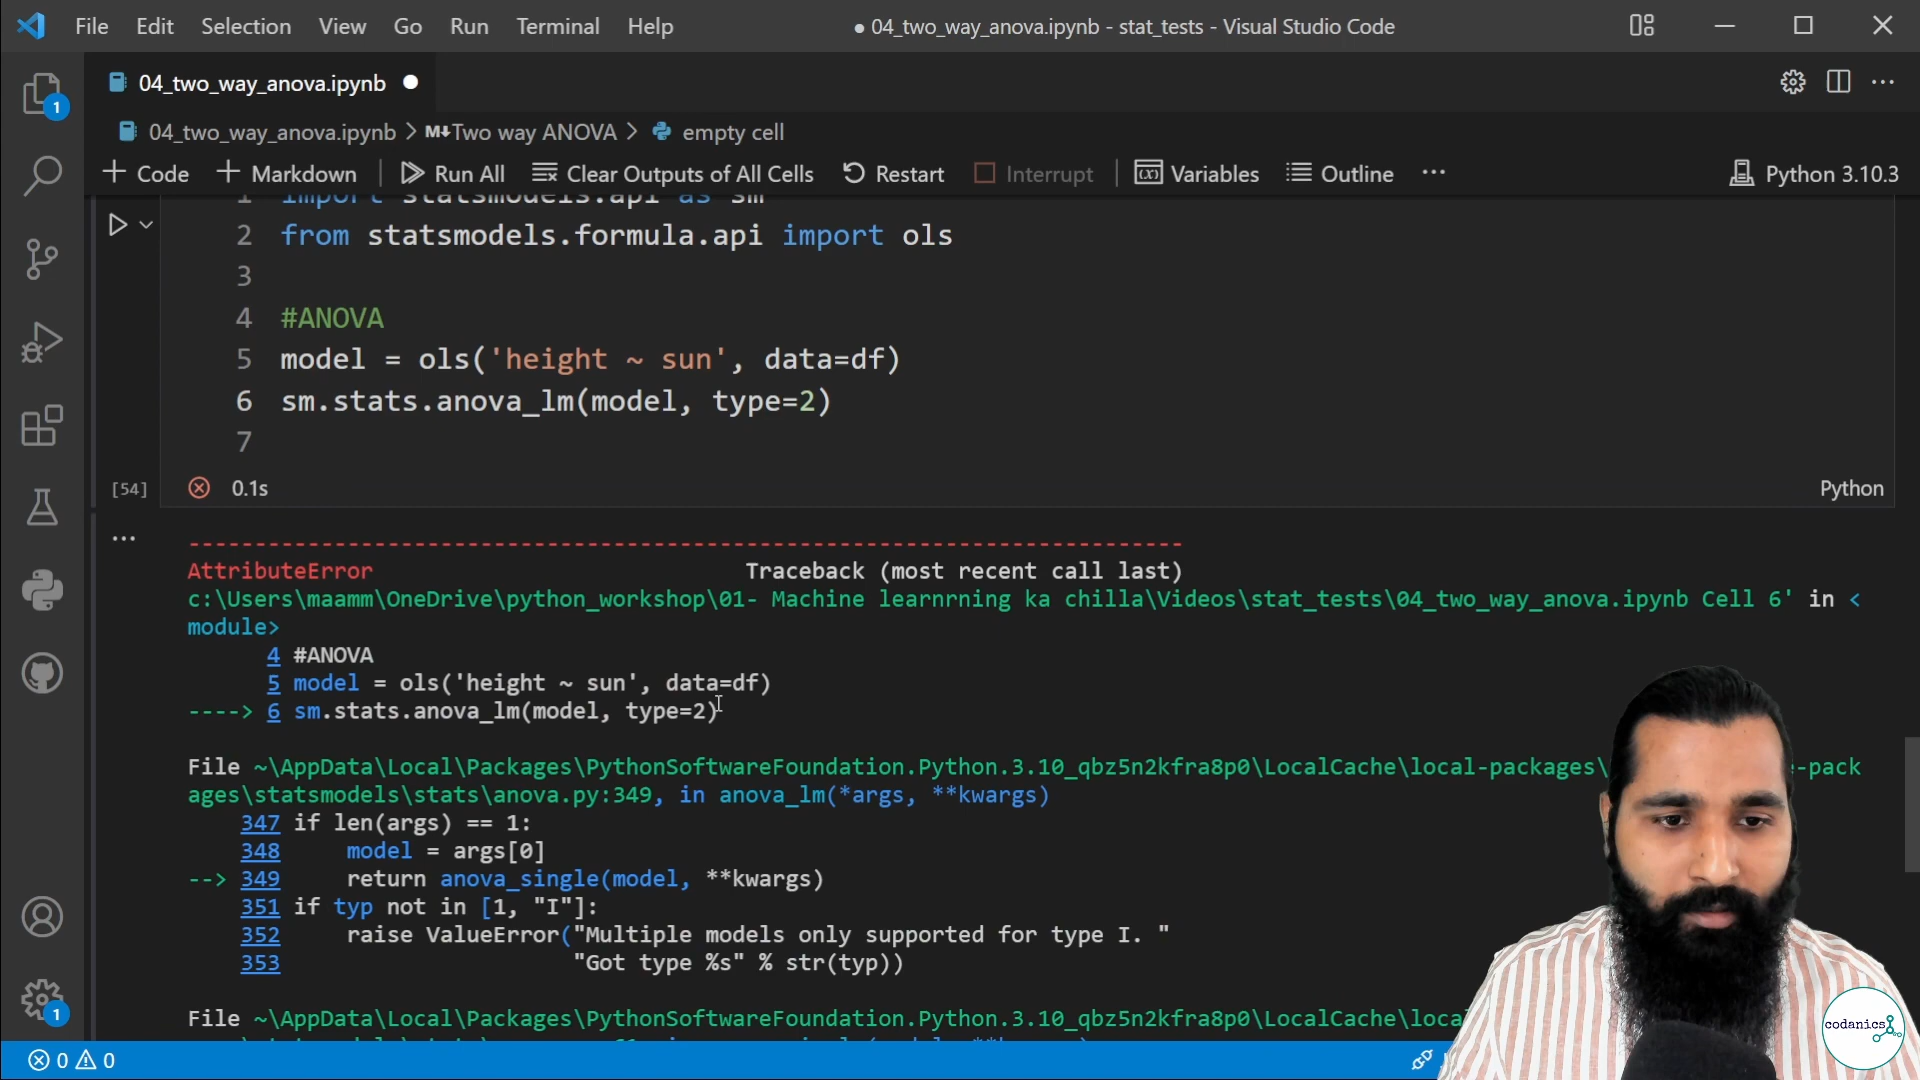 File Edit Selection View Go Run Terminal Help ● 04_two_way_anova.ipynb - stat_tests - Visual Studio Code
04_two_way_anova.ipynb
04_two_way_anova.ipynb > M↓Two way ANOVA > empty cell
+ Code + Markdown | Run All Clear Outputs of All Cells Restart Interrupt | Variables Outline ... Python 3.10.3
1 import statsmodels.api as sm
2 from statsmodels.formula.api import ols
3
4 #ANOVA
5 model = ols('height ~ sun', data=df)
6 sm.stats.anova_lm(model, type=2)
7
[54] 0.1s Python
...
---------------------------------------------------------------------------
AttributeError Traceback (most recent call last)
c:\Users\maamm\OneDrive\python_workshop\01- Machine learnrning ka chilla\Videos\stat_tests\04_two_way_anova.ipynb Cell 6' in <
module>
4 #ANOVA
5 model = ols('height ~ sun', data=df)
----> 6 sm.stats.anova_lm(model, type=2)
File ~\AppData\Local\Packages\PythonSoftwareFoundation.Python.3.10_qbz5n2kfra8p0\LocalCache\local-packages\ -pack
ages\statsmodels\stats\anova.py:349, in anova_lm(*args, **kwargs)
347 if len(args) == 1:
348 model = args[0]
--> 349 return anova_single(model, **kwargs)
351 if typ not in [1, "I"]:
352 raise ValueError("Multiple models only supported for type I. "
353 "Got type %s" % str(typ))
File ~\AppData\Local\Packages\PythonSoftwareFoundation.Python.3.10_qbz5n2kfra8p0\LocalCache\loca
0 0
1
1
codanics